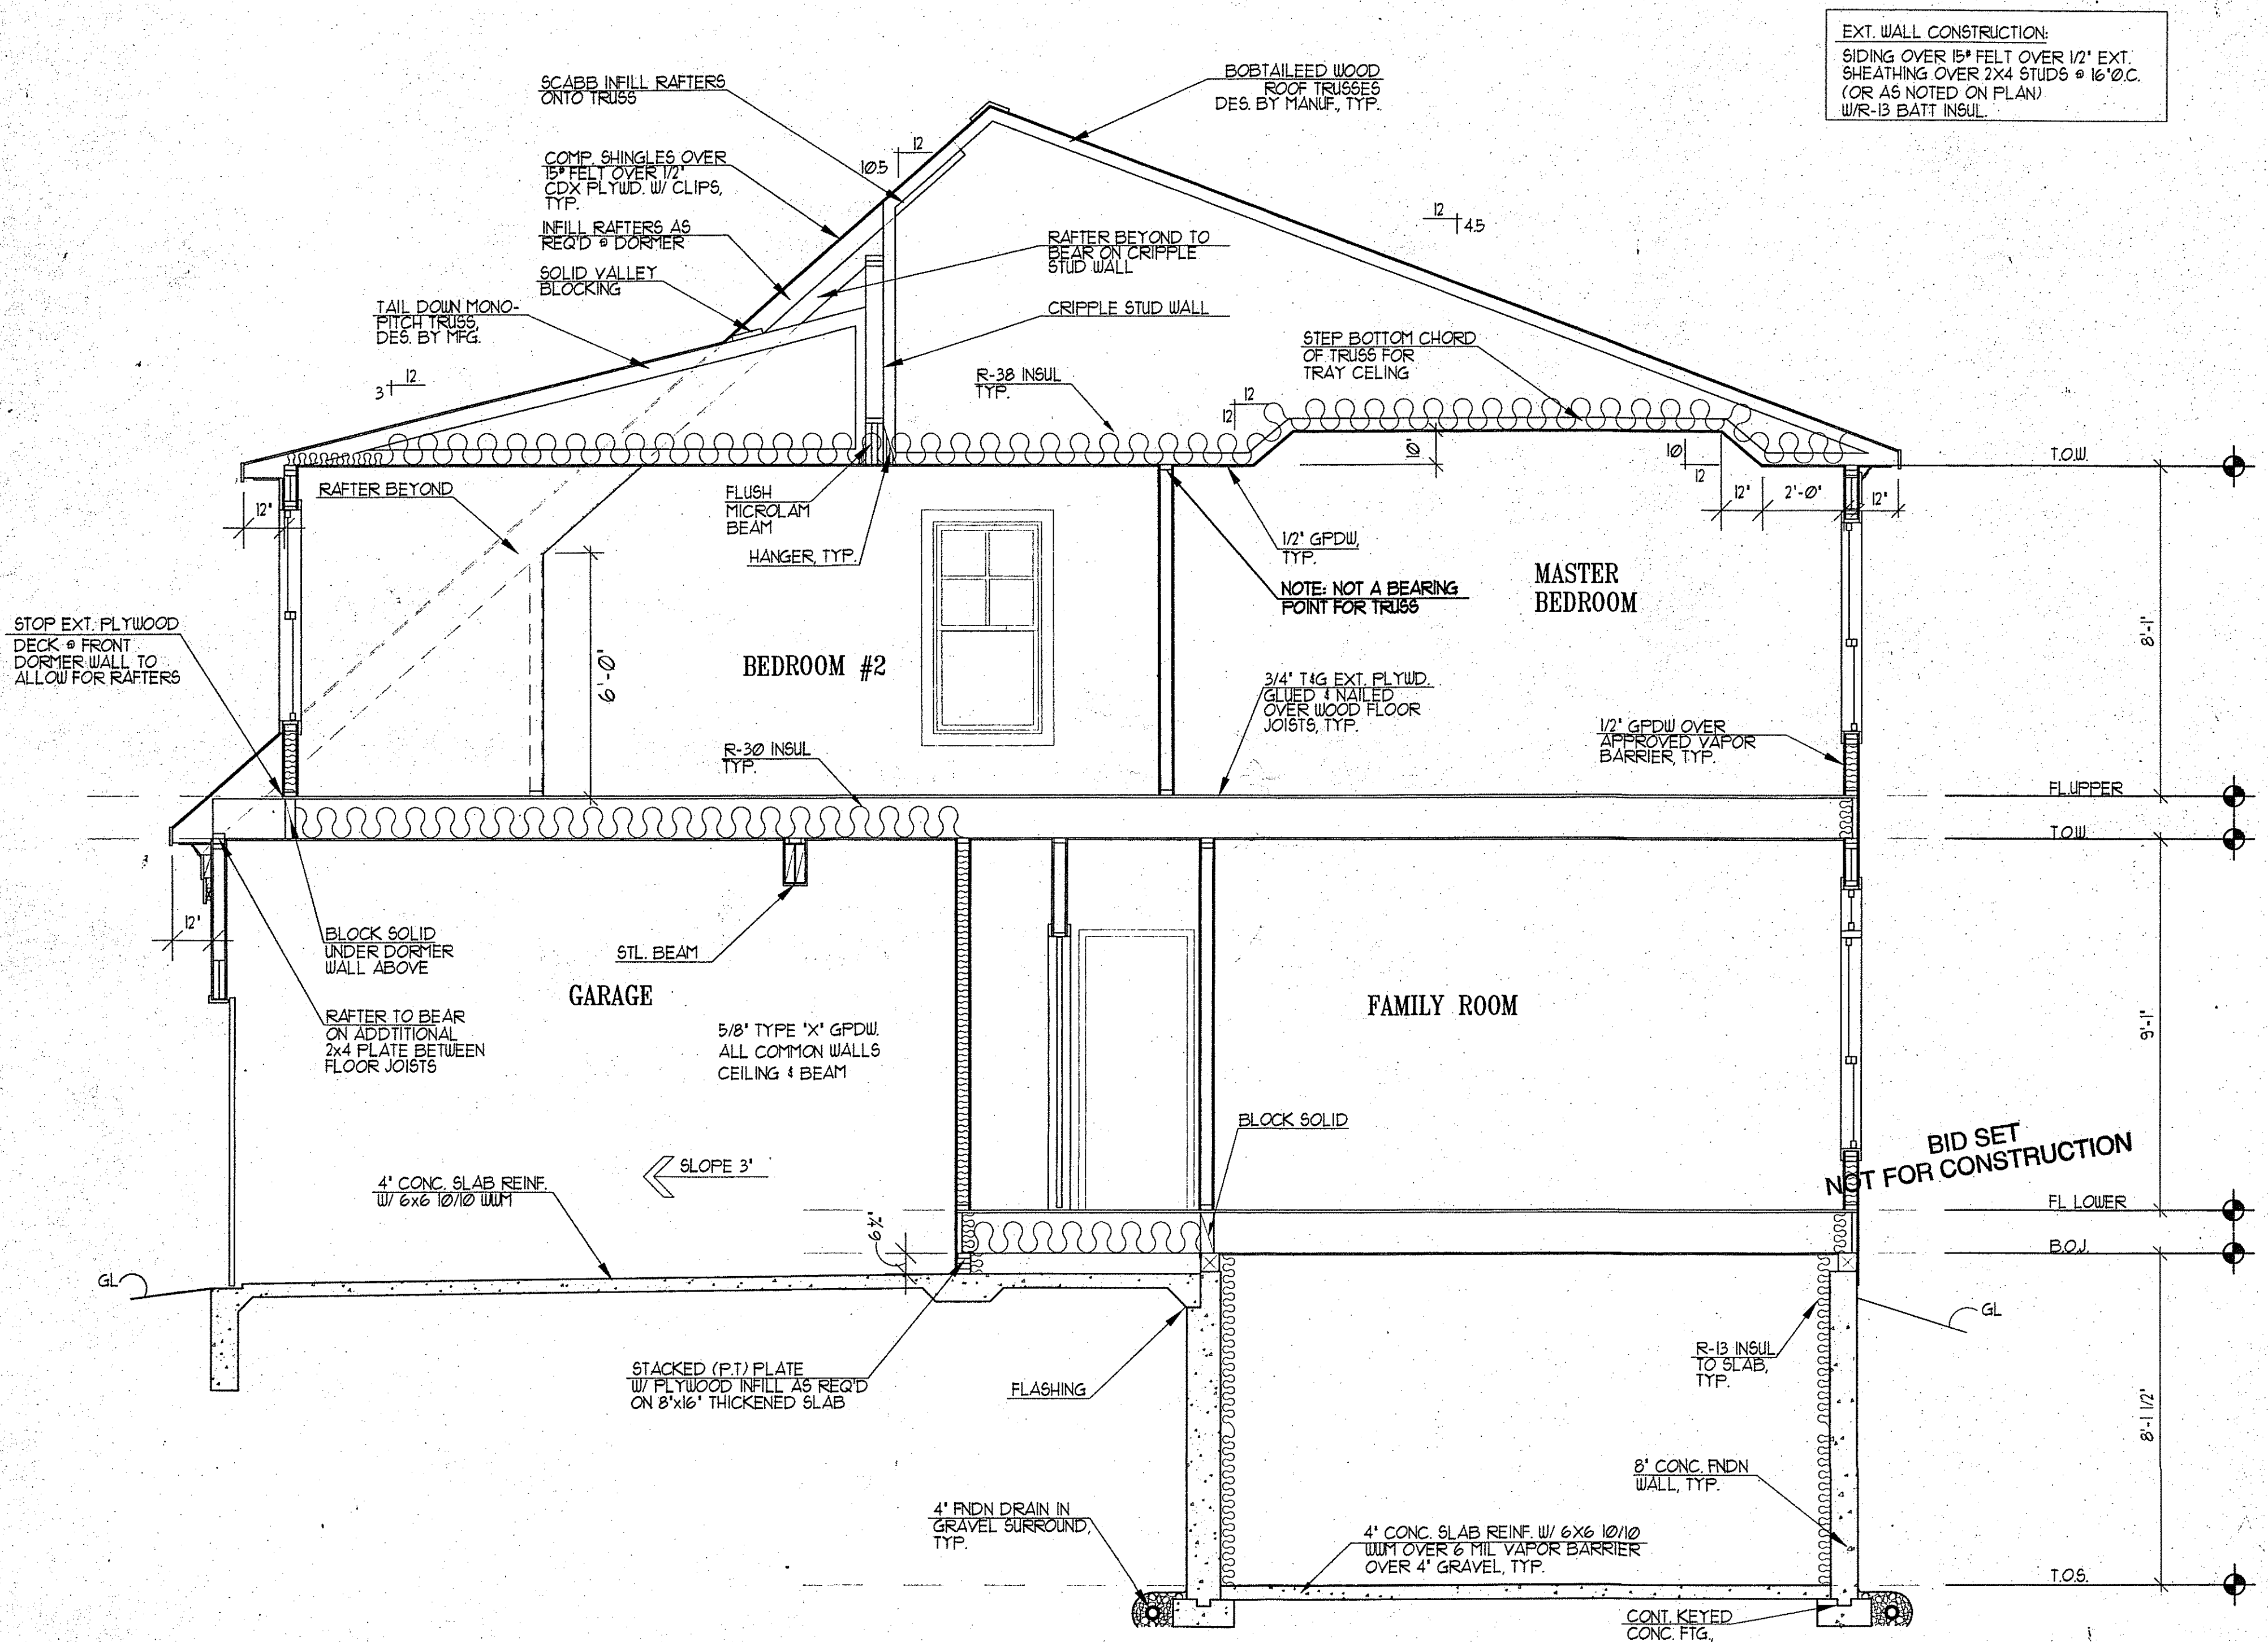 EXT. WALL CONSTRUCTION:
SIDING OVER 15# FELT OVER 1/2" EXT.
SHEATHING OVER 2X4 STUDS @ 16"O.C.
(OR AS NOTED ON PLAN)
W/R-13 BATT INSUL.
SCABB INFILL RAFTERS
ONTO TRUSS
BOBTAILEED WOOD
ROOF TRUSSES
DES. BY MANUF., TYP.
COMP. SHINGLES OVER
15# FELT OVER 1/2"
CDX PLYWD. W/ CLIPS,
TYP.
12
10.5
12
4.5
INFILL RAFTERS AS
REQ'D @ DORMER
RAFTER BEYOND TO
BEAR ON CRIPPLE
STUD WALL
SOLID VALLEY
BLOCKING
CRIPPLE STUD WALL
TAIL DOWN MONO-
PITCH TRUSS,
DES. BY MFG.
STEP BOTTOM CHORD
OF TRUSS FOR
TRAY CELING
3
12
R-38 INSUL
TYP.
12
12
10"
10
12
T.O.W.
RAFTER BEYOND
FLUSH
MICROLAM
BEAM
12"
12"
2'-0"
12"
HANGER, TYP.
1/2" GPDW,
TYP.
NOTE: NOT A BEARING
POINT FOR TRUSS
MASTER
BEDROOM
STOP EXT. PLYWOOD
DECK @ FRONT
DORMER WALL TO
ALLOW FOR RAFTERS
6'-0"
BEDROOM #2
8'-1"
3/4" T&G EXT. PLYWD.
GLUED & NAILED
OVER WOOD FLOOR
JOISTS, TYP.
R-30 INSUL
TYP.
1/2" GPDW OVER
APPROVED VAPOR
BARRIER, TYP.
FL.UPPER
T.O.W.
12"
BLOCK SOLID
UNDER DORMER
WALL ABOVE
STL. BEAM
GARAGE
FAMILY ROOM
RAFTER TO BEAR
ON ADDTITIONAL
2x4 PLATE BETWEEN
FLOOR JOISTS
5/8" TYPE "X" GPDW.
ALL COMMON WALLS
CEILING & BEAM
9'-1"
BLOCK SOLID
BID SET
NOT FOR CONSTRUCTION
SLOPE 3"
4" CONC. SLAB REINF.
W/ 6x6 10/10 WWM
FL LOWER
B.O.J.
GL
GL
R-13 INSUL
TO SLAB,
TYP.
STACKED (P.T.) PLATE
W/ PLYWOOD INFILL AS REQ'D
ON 8"x16" THICKENED SLAB
FLASHING
8'-1 1/2"
8" CONC. FNDN
WALL, TYP.
4" FNDN DRAIN IN
GRAVEL SURROUND,
TYP.
4" CONC. SLAB REINF. W/ 6X6 10/10
WWM OVER 6 MIL VAPOR BARRIER
OVER 4" GRAVEL, TYP.
T.O.S.
CONT. KEYED
CONC. FTG.,